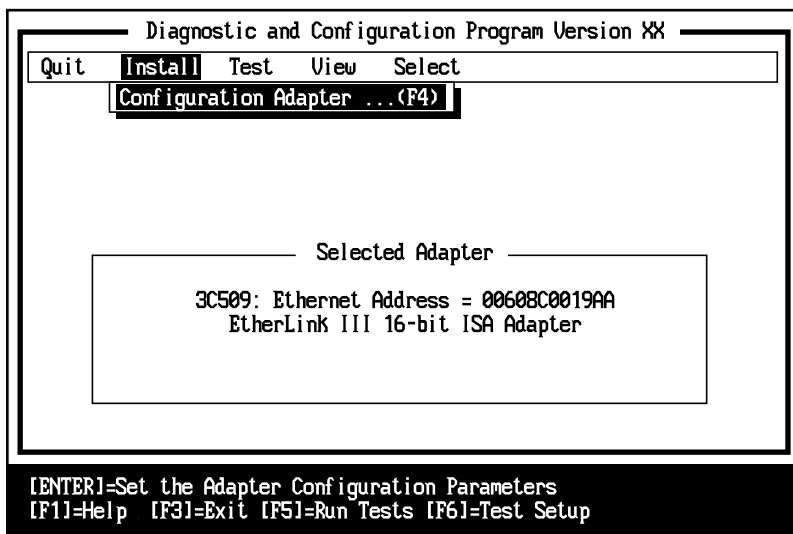 Diagnostic and Configuration Program Version XX
Quit Install Test View Select
Configuration Adapter ...(F4)
Selected Adapter
3C509: Ethernet Address = 00608C0019AA
EtherLink III 16-bit ISA Adapter
[ENTER]=Set the Adapter Configuration Parameters
[F1]=Help [F3]=Exit [F5]=Run Tests [F6]=Test Setup